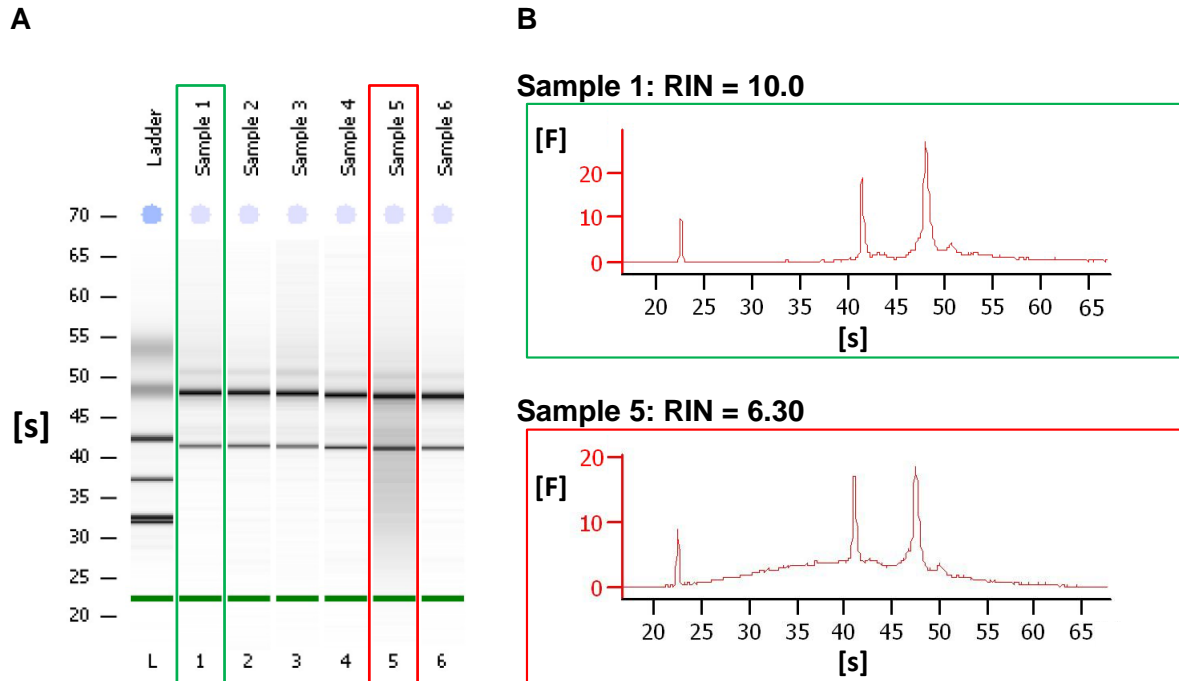 A
B
Ladder
Sample 1
Sample 2
Sample 3
Sample 4
Sample 5
Sample 6
70
65
60
55
50
45
40
35
30
25
20
[s]
L 1 2 3 4 5 6
Sample 1: RIN = 10.0
[F]
20
10
0
20 25 30 35 40 45 50 55 60 65
[s]
Sample 5: RIN = 6.30
[F]
20
10
0
20 25 30 35 40 45 50 55 60 65
[s]